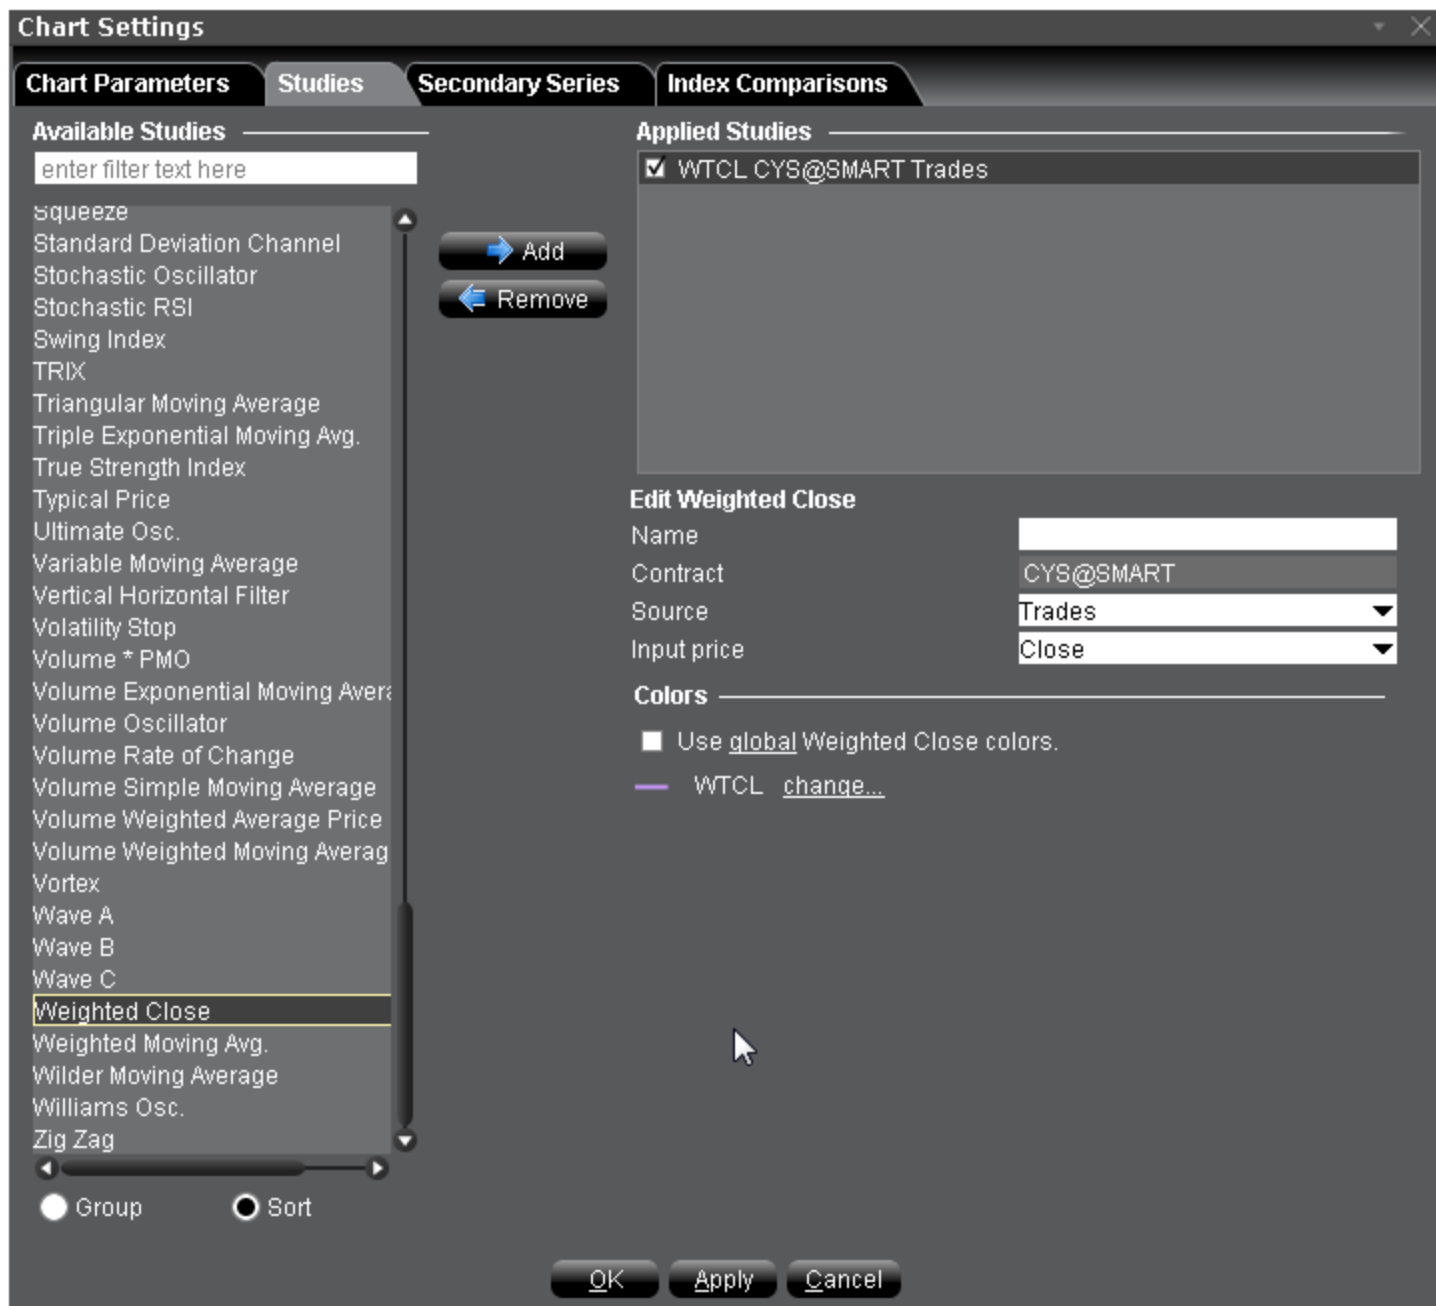 Chart Settings
Chart Parameters
Studies
Secondary Series
Index Comparisons
Available Studies
enter filter text here
Squeeze
Standard Deviation Channel
Stochastic Oscillator
Stochastic RSI
Swing Index
TRIX
Triangular Moving Average
Triple Exponential Moving Avg.
True Strength Index
Typical Price
Ultimate Osc.
Variable Moving Average
Vertical Horizontal Filter
Volatility Stop
Volume * PMO
Volume Exponential Moving Avera
Volume Oscillator
Volume Rate of Change
Volume Simple Moving Average
Volume Weighted Average Price
Volume Weighted Moving Averag
Vortex
Wave A
Wave B
Wave C
Weighted Close
Weighted Moving Avg.
Wilder Moving Average
Williams Osc.
Zig Zag
Group
Sort
Add
Remove
Applied Studies
WTCL CYS@SMART Trades
Edit Weighted Close
Name
Contract CYS@SMART
Source Trades
Input price Close
Colors
Use global Weighted Close colors.
WTCL change...
OK
Apply
Cancel